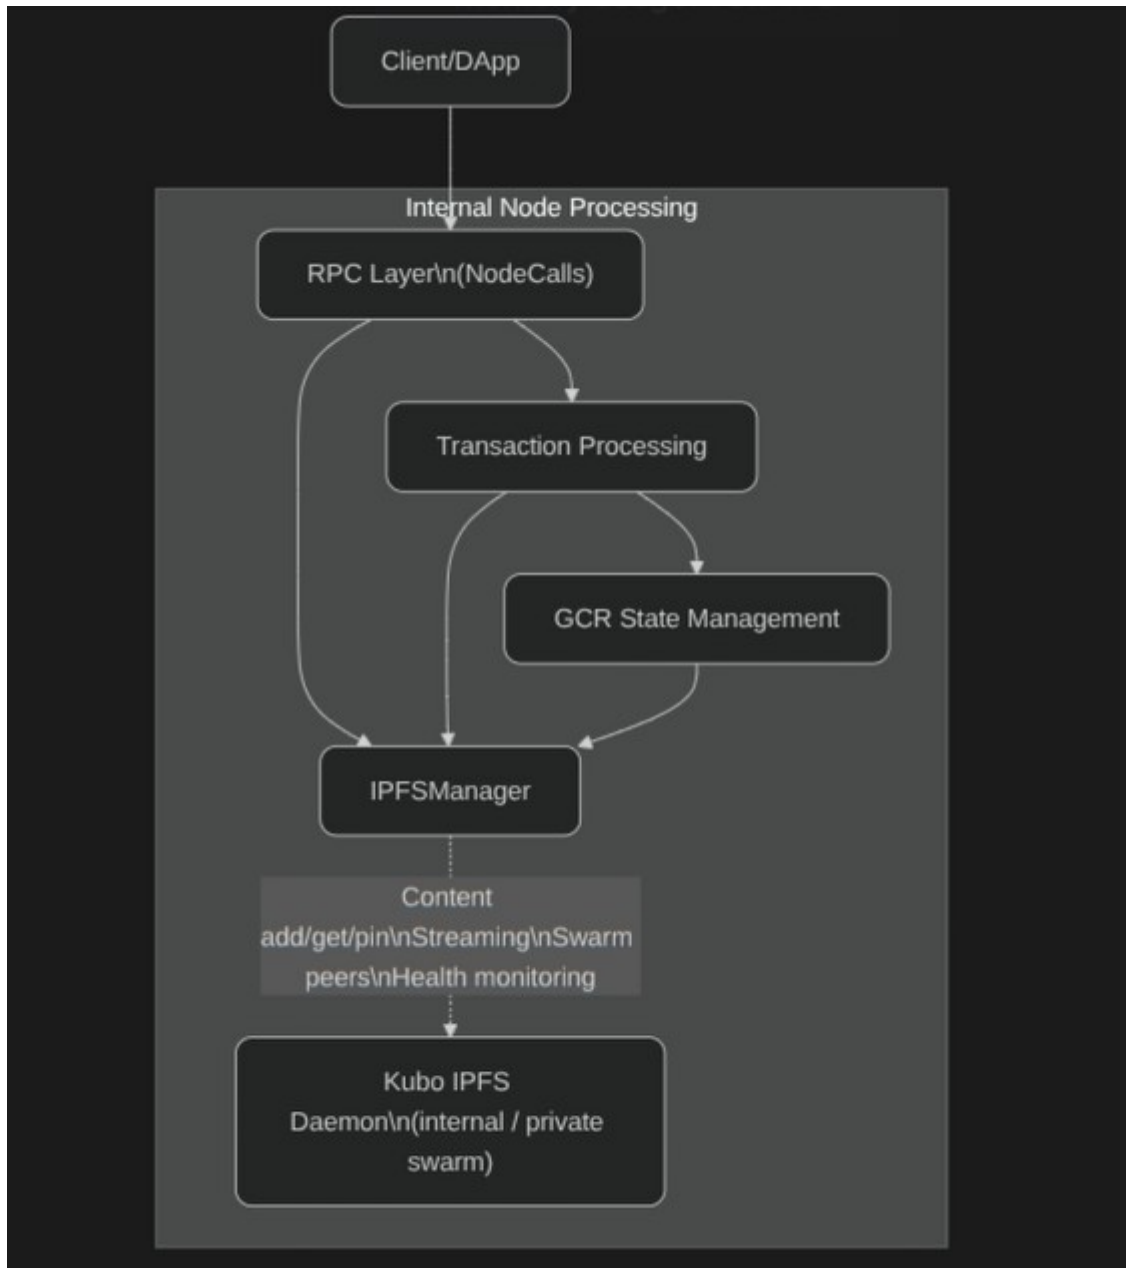 Client/DApp
Internal Node Processing
RPC Layer\n(NodeCalls)
Transaction Processing
GCR State Management
IPFSManager
Content
add/get/pin\nStreaming\nSwarm
peers\nHealth monitoring
Kubo IPFS
Daemon\n(internal / private
swarm)